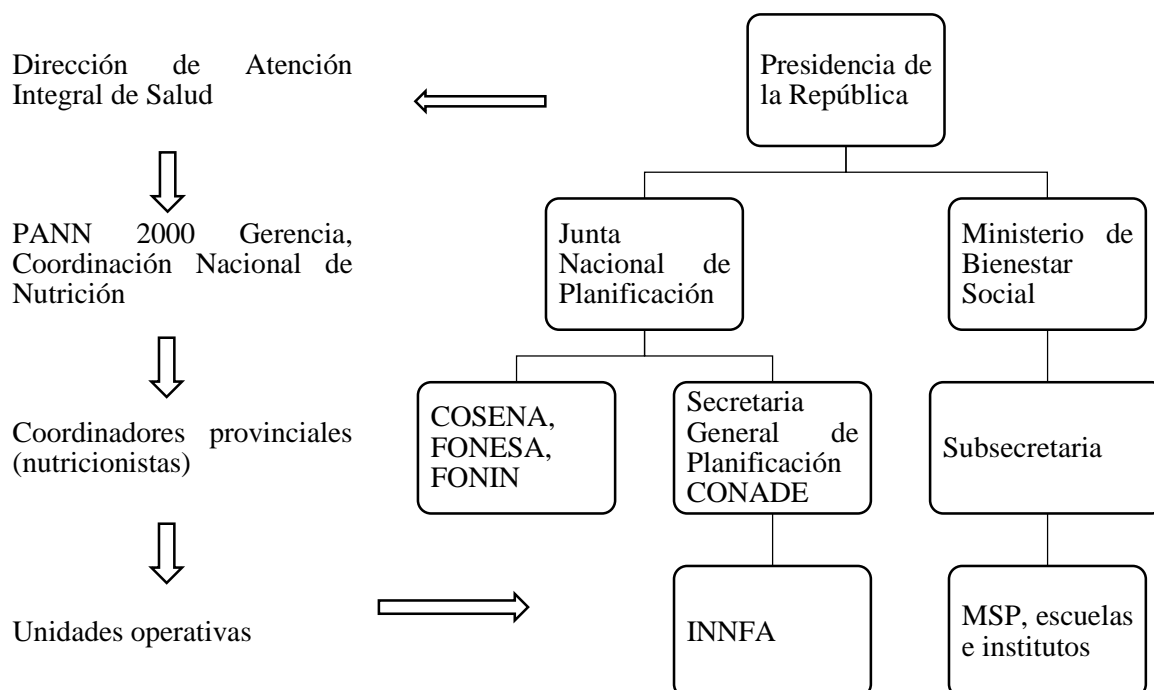 Dirección de Atención
Integral de Salud
PANN 2000 Gerencia,
Coordinación Nacional de
Nutrición
Coordinadores provinciales
(nutricionistas)
Unidades operativas
Presidencia de
la República
Junta
Nacional de
Planificación
Ministerio de
Bienestar
Social
COSENA,
FONESA,
FONIN
Secretaria
General de
Planificación
CONADE
Subsecretaria
INNFA
MSP, escuelas
e institutos